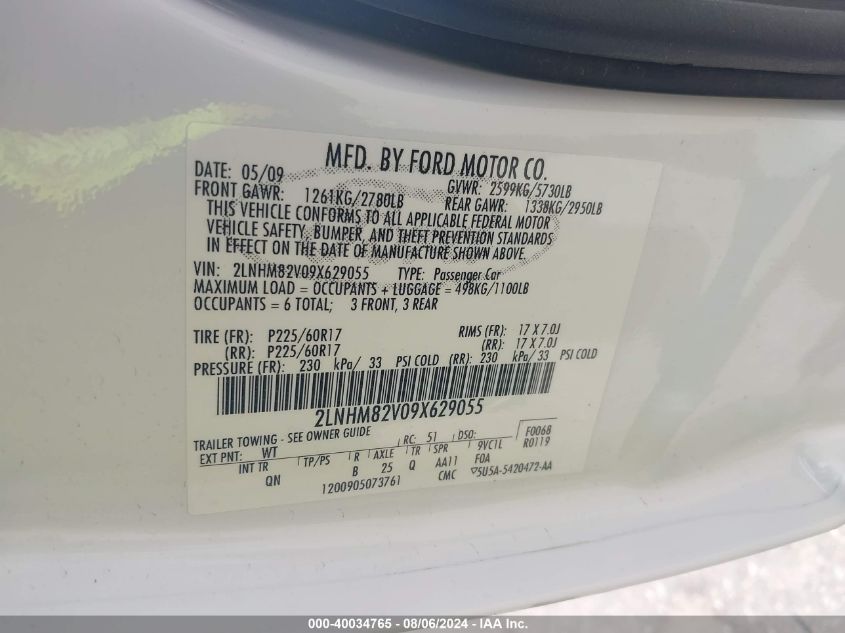 MFD. BY FORD MOTOR CO.
DATE: 05/09 GVWR: 2599KG/5730LB
FRONT GAWR: 1261KG/2780LB REAR GAWR: 1338KG/2950LB
THIS VEHICLE CONFORMS TO ALL APPLICABLE FEDERAL MOTOR
VEHICLE SAFETY, BUMPER, AND THEFT PREVENTION STANDARDS
IN EFFECT ON THE DATE OF MANUFACTURE SHOWN ABOVE.
VIN: 2LNHM82V09X629055 TYPE: Passenger Car
MAXIMUM LOAD = OCCUPANTS + LUGGAGE = 498KG/1100LB
OCCUPANTS = 6 TOTAL; 3 FRONT, 3 REAR
TIRE (FR): P225/60R17 RIMS (FR): 17 X 7.0J
(RR): P225/60R17 (RR): 17 X 7.0J
PRESSURE (FR): 230 kPa/ 33 PSI COLD (RR): 230 kPa/ 33 PSI COLD
2LNHM82V09X629055
TRAILER TOWING - SEE OWNER GUIDE F0068
EXT PNT: WT RC: 51 DSO: R0119
INT TR TP/PS R AXLE TR SPR 9VC1L
QN B 25 Q AA11 F0A
1200905073761 CMC ▽5U5A-5420472-AA
000-40034765 - 08/06/2024 - IAA Inc.